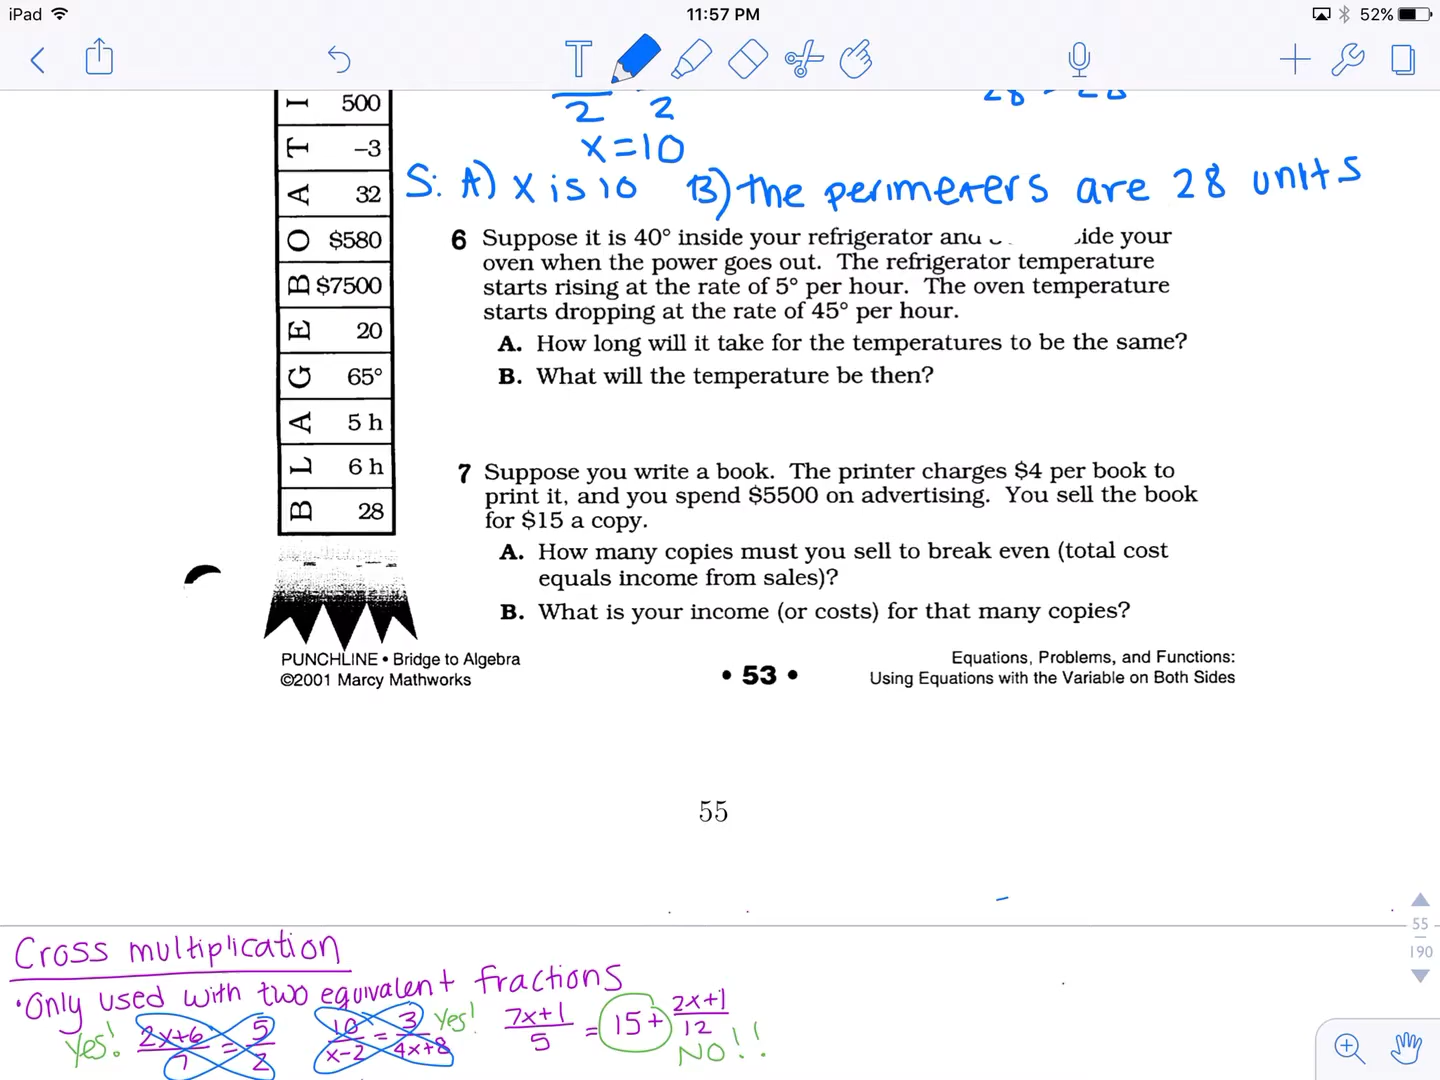 iPad 11:57 PM 52%
T
I 500
2 2
T -3
x=10
A 32
S: A) x is 10 B) the perimeters are 28 units
O $580
B $7500
E 20
G 65°
A 5 h
L 6 h
B 28
6 Suppose it is 40° inside your refrigerator and your
oven when the power goes out. The refrigerator temperature
starts rising at the rate of 5° per hour. The oven temperature
starts dropping at the rate of 45° per hour.
A. How long will it take for the temperatures to be the same?
B. What will the temperature be then?
7 Suppose you write a book. The printer charges $4 per book to
print it, and you spend $5500 on advertising. You sell the book
for $15 a copy.
A. How many copies must you sell to break even (total cost
equals income from sales)?
B. What is your income (or costs) for that many copies?
PUNCHLINE • Bridge to Algebra
©2001 Marcy Mathworks
• 53 •
Equations, Problems, and Functions:
Using Equations with the Variable on Both Sides
55
55
190
Cross multiplication
•Only used with two equivalent fractions
Yes! 2x+6/7 = 5/2 10/x-2 = 3/4x+8 Yes! 7x+1/5 = 15+ 2x+1/12
NO!!